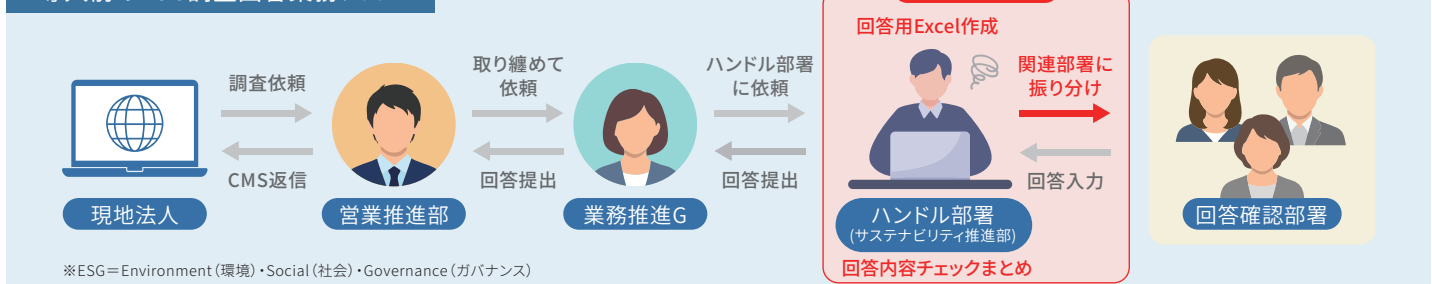 回答用Excel作成
調査依頼
取り纏めて
依頼
ハンドル部署
に依頼
関連部署に
振り分け
CMS返信
回答提出
回答提出
回答入力
現地法人
営業推進部
業務推進G
ハンドル部署
(サステナビリティ推進部)
回答確認部署
回答内容チェックまとめ
※ESG=Environment(環境)・Social(社会)・Governance(ガバナンス)